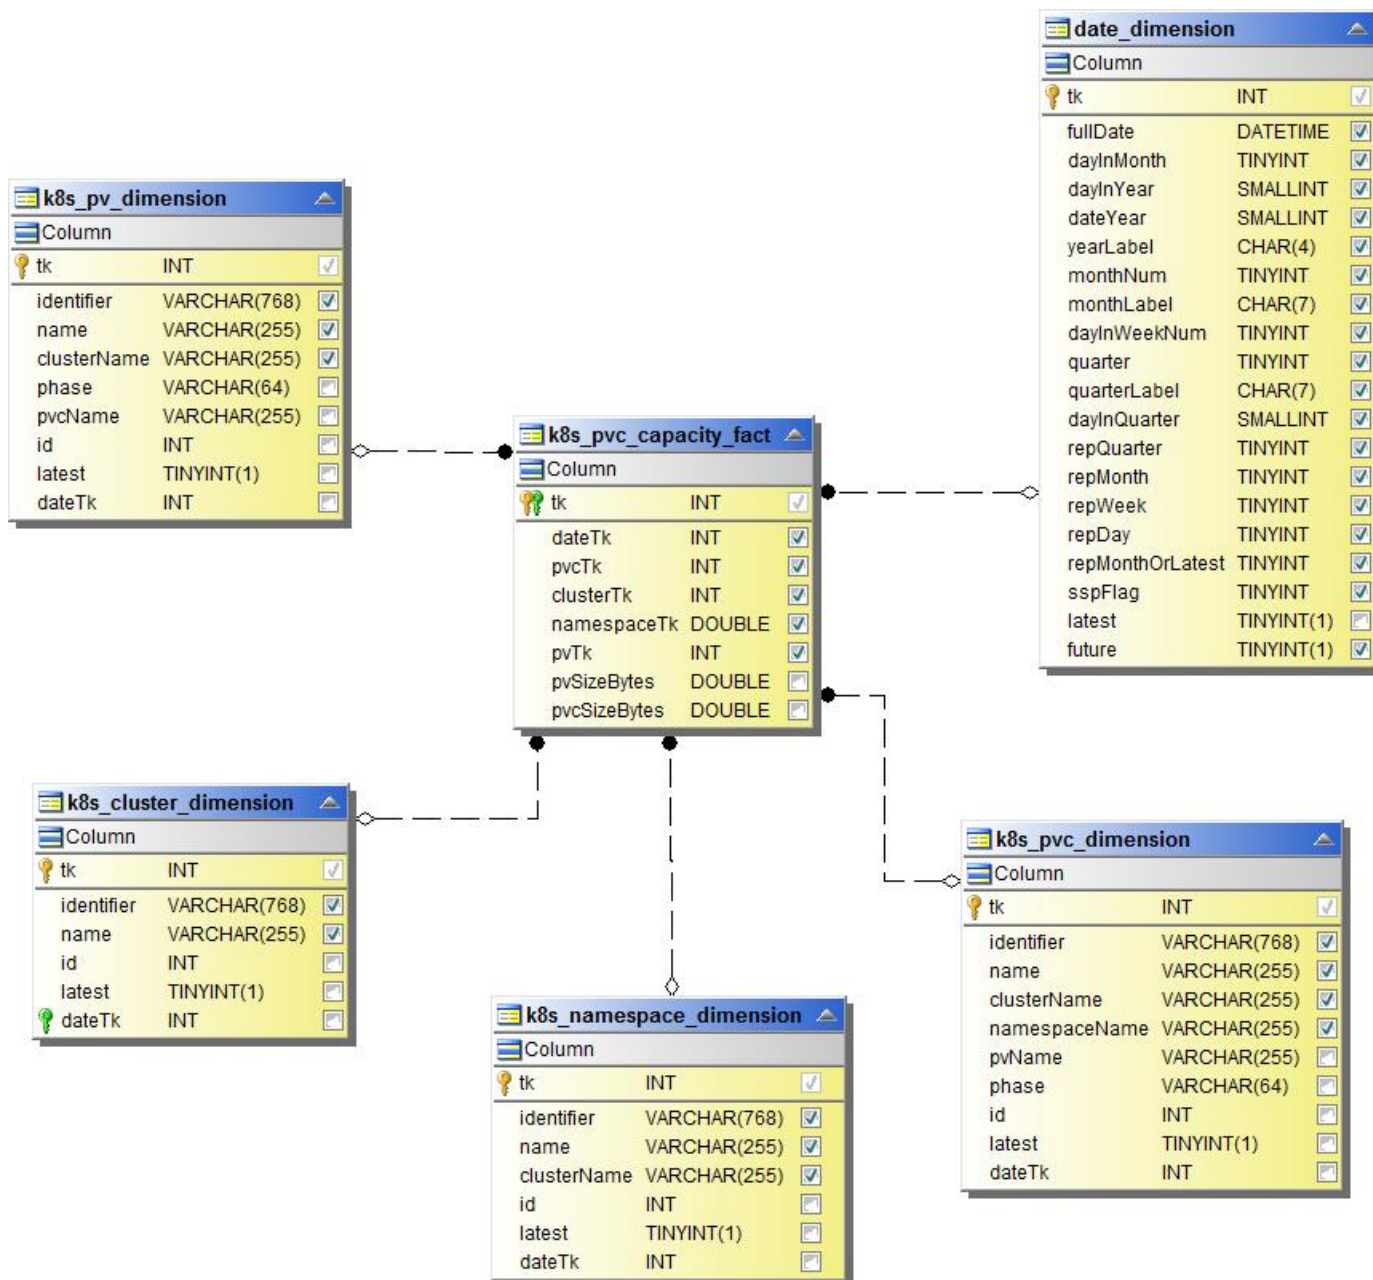 date_dimension
Column
tk INT
fullDate DATETIME
dayInMonth TINYINT
dayInYear SMALLINT
dateYear SMALLINT
yearLabel CHAR(4)
monthNum TINYINT
monthLabel CHAR(7)
dayInWeekNum TINYINT
quarter TINYINT
quarterLabel CHAR(7)
dayInQuarter SMALLINT
repQuarter TINYINT
repMonth TINYINT
repWeek TINYINT
repDay TINYINT
repMonthOrLatest TINYINT
sspFlag TINYINT
latest TINYINT(1)
future TINYINT(1)
k8s_pv_dimension
Column
tk INT
identifier VARCHAR(768)
name VARCHAR(255)
clusterName VARCHAR(255)
phase VARCHAR(64)
pvcName VARCHAR(255)
id INT
latest TINYINT(1)
dateTk INT
k8s_pvc_capacity_fact
Column
tk INT
dateTk INT
pvcTk INT
clusterTk INT
namespaceTk DOUBLE
pvTk INT
pvSizeBytes DOUBLE
pvcSizeBytes DOUBLE
k8s_cluster_dimension
Column
tk INT
identifier VARCHAR(768)
name VARCHAR(255)
id INT
latest TINYINT(1)
dateTk INT
k8s_pvc_dimension
Column
tk INT
identifier VARCHAR(768)
name VARCHAR(255)
clusterName VARCHAR(255)
namespaceName VARCHAR(255)
pvName VARCHAR(255)
phase VARCHAR(64)
id INT
latest TINYINT(1)
dateTk INT
k8s_namespace_dimension
Column
tk INT
identifier VARCHAR(768)
name VARCHAR(255)
clusterName VARCHAR(255)
id INT
latest TINYINT(1)
dateTk INT